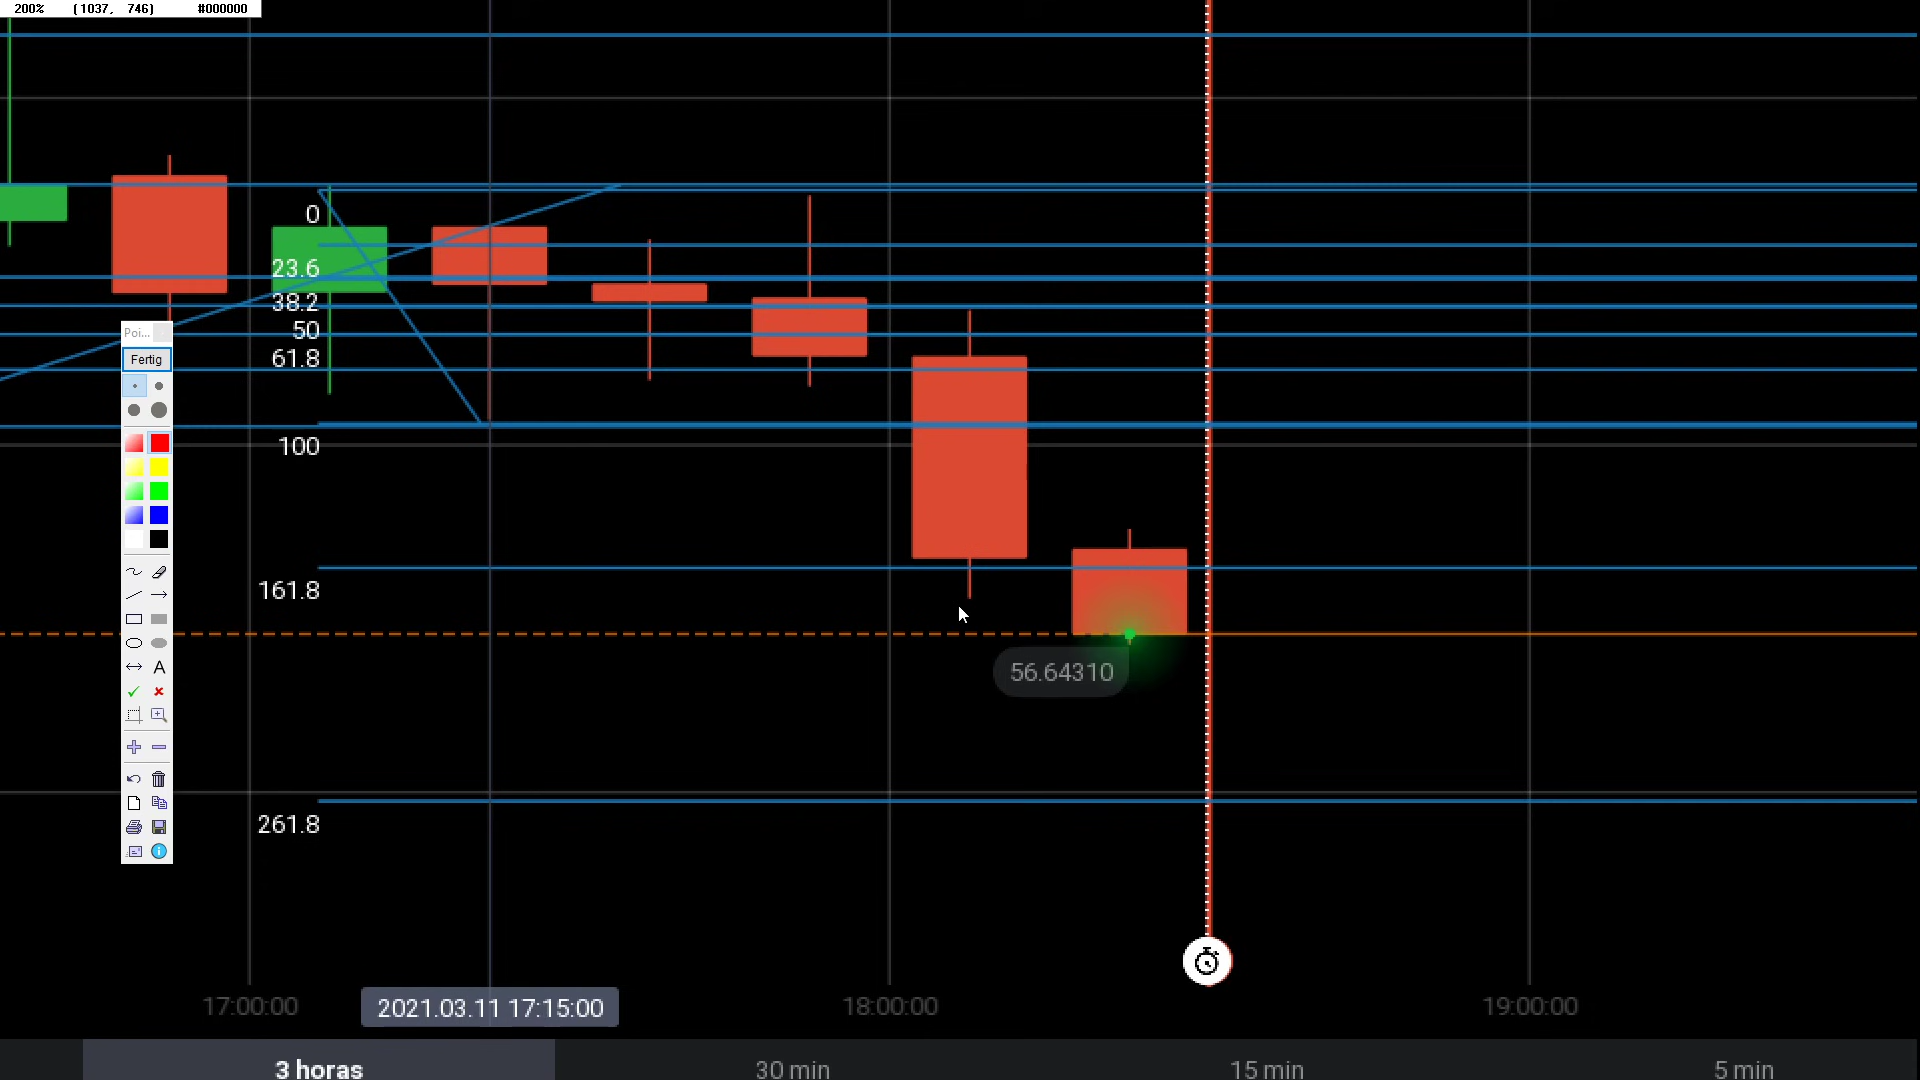 200% (1037, 746) #000000
0
23.6
38.2
50
61.8
Poi...
Fertig
100
161.8
56.64310
261.8
A
17:00:00
2021.03.11 17:15:00
18:00:00
19:00:00
3 horas
30 min
15 min
5 min